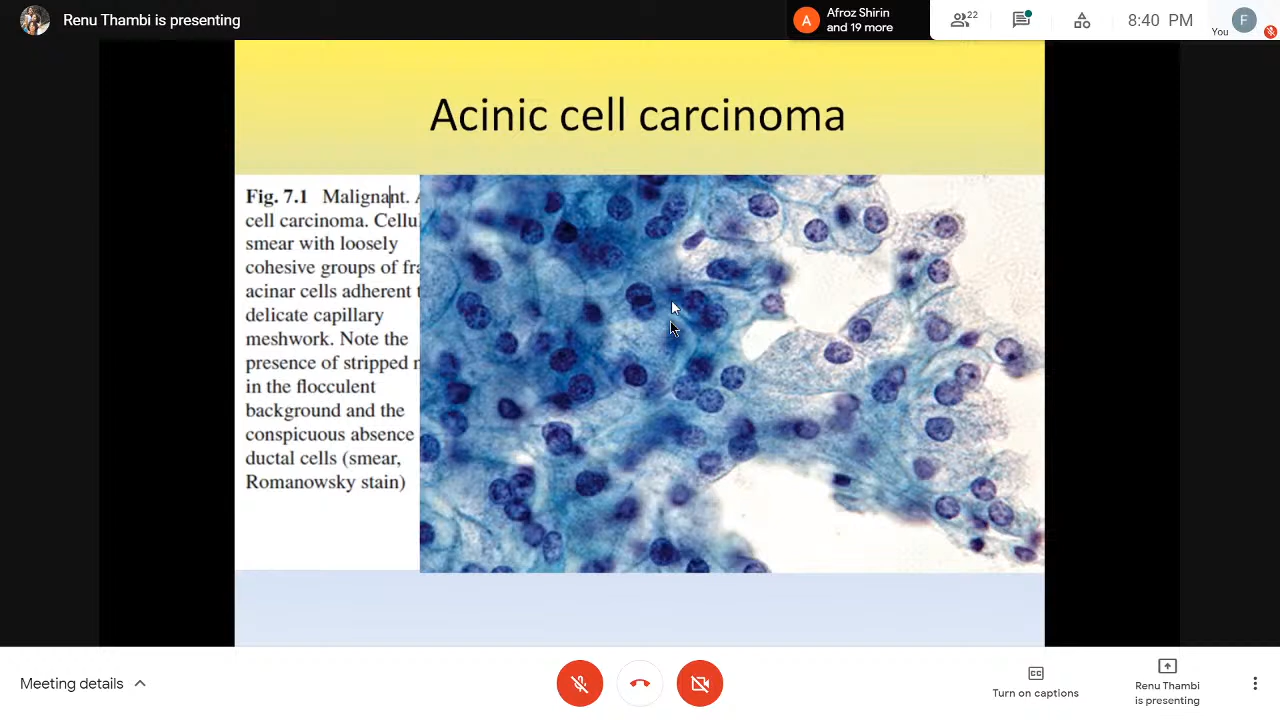 Renu Thambi is presenting
A
Afroz Shirin
and 19 more
22
8:40 PM
You
F
Acinic cell carcinoma
Fig. 7.1 Malignant.
cell carcinoma. Cellu
smear with loosely
cohesive groups of fra
acinar cells adherent t
delicate capillary
meshwork. Note the
presence of stripped n
in the flocculent
background and the
conspicuous absence
ductal cells (smear,
Romanowsky stain)
Meeting details
CC
Turn on captions
Renu Thambi
is presenting